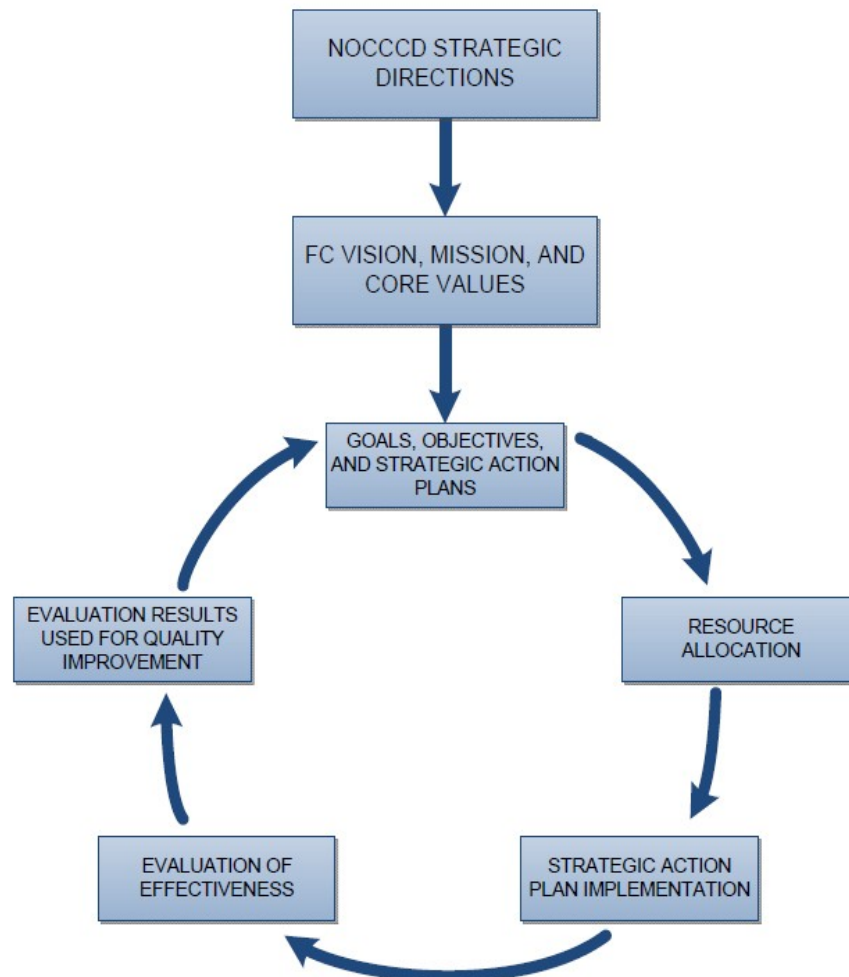 NOCCCD STRATEGIC
DIRECTIONS
FC VISION, MISSION, AND
CORE VALUES
GOALS, OBJECTIVES,
AND STRATEGIC ACTION
PLANS
RESOURCE
ALLOCATION
STRATEGIC ACTION
PLAN IMPLEMENTATION
EVALUATION OF
EFFECTIVENESS
EVALUATION RESULTS
USED FOR QUALITY
IMPROVEMENT